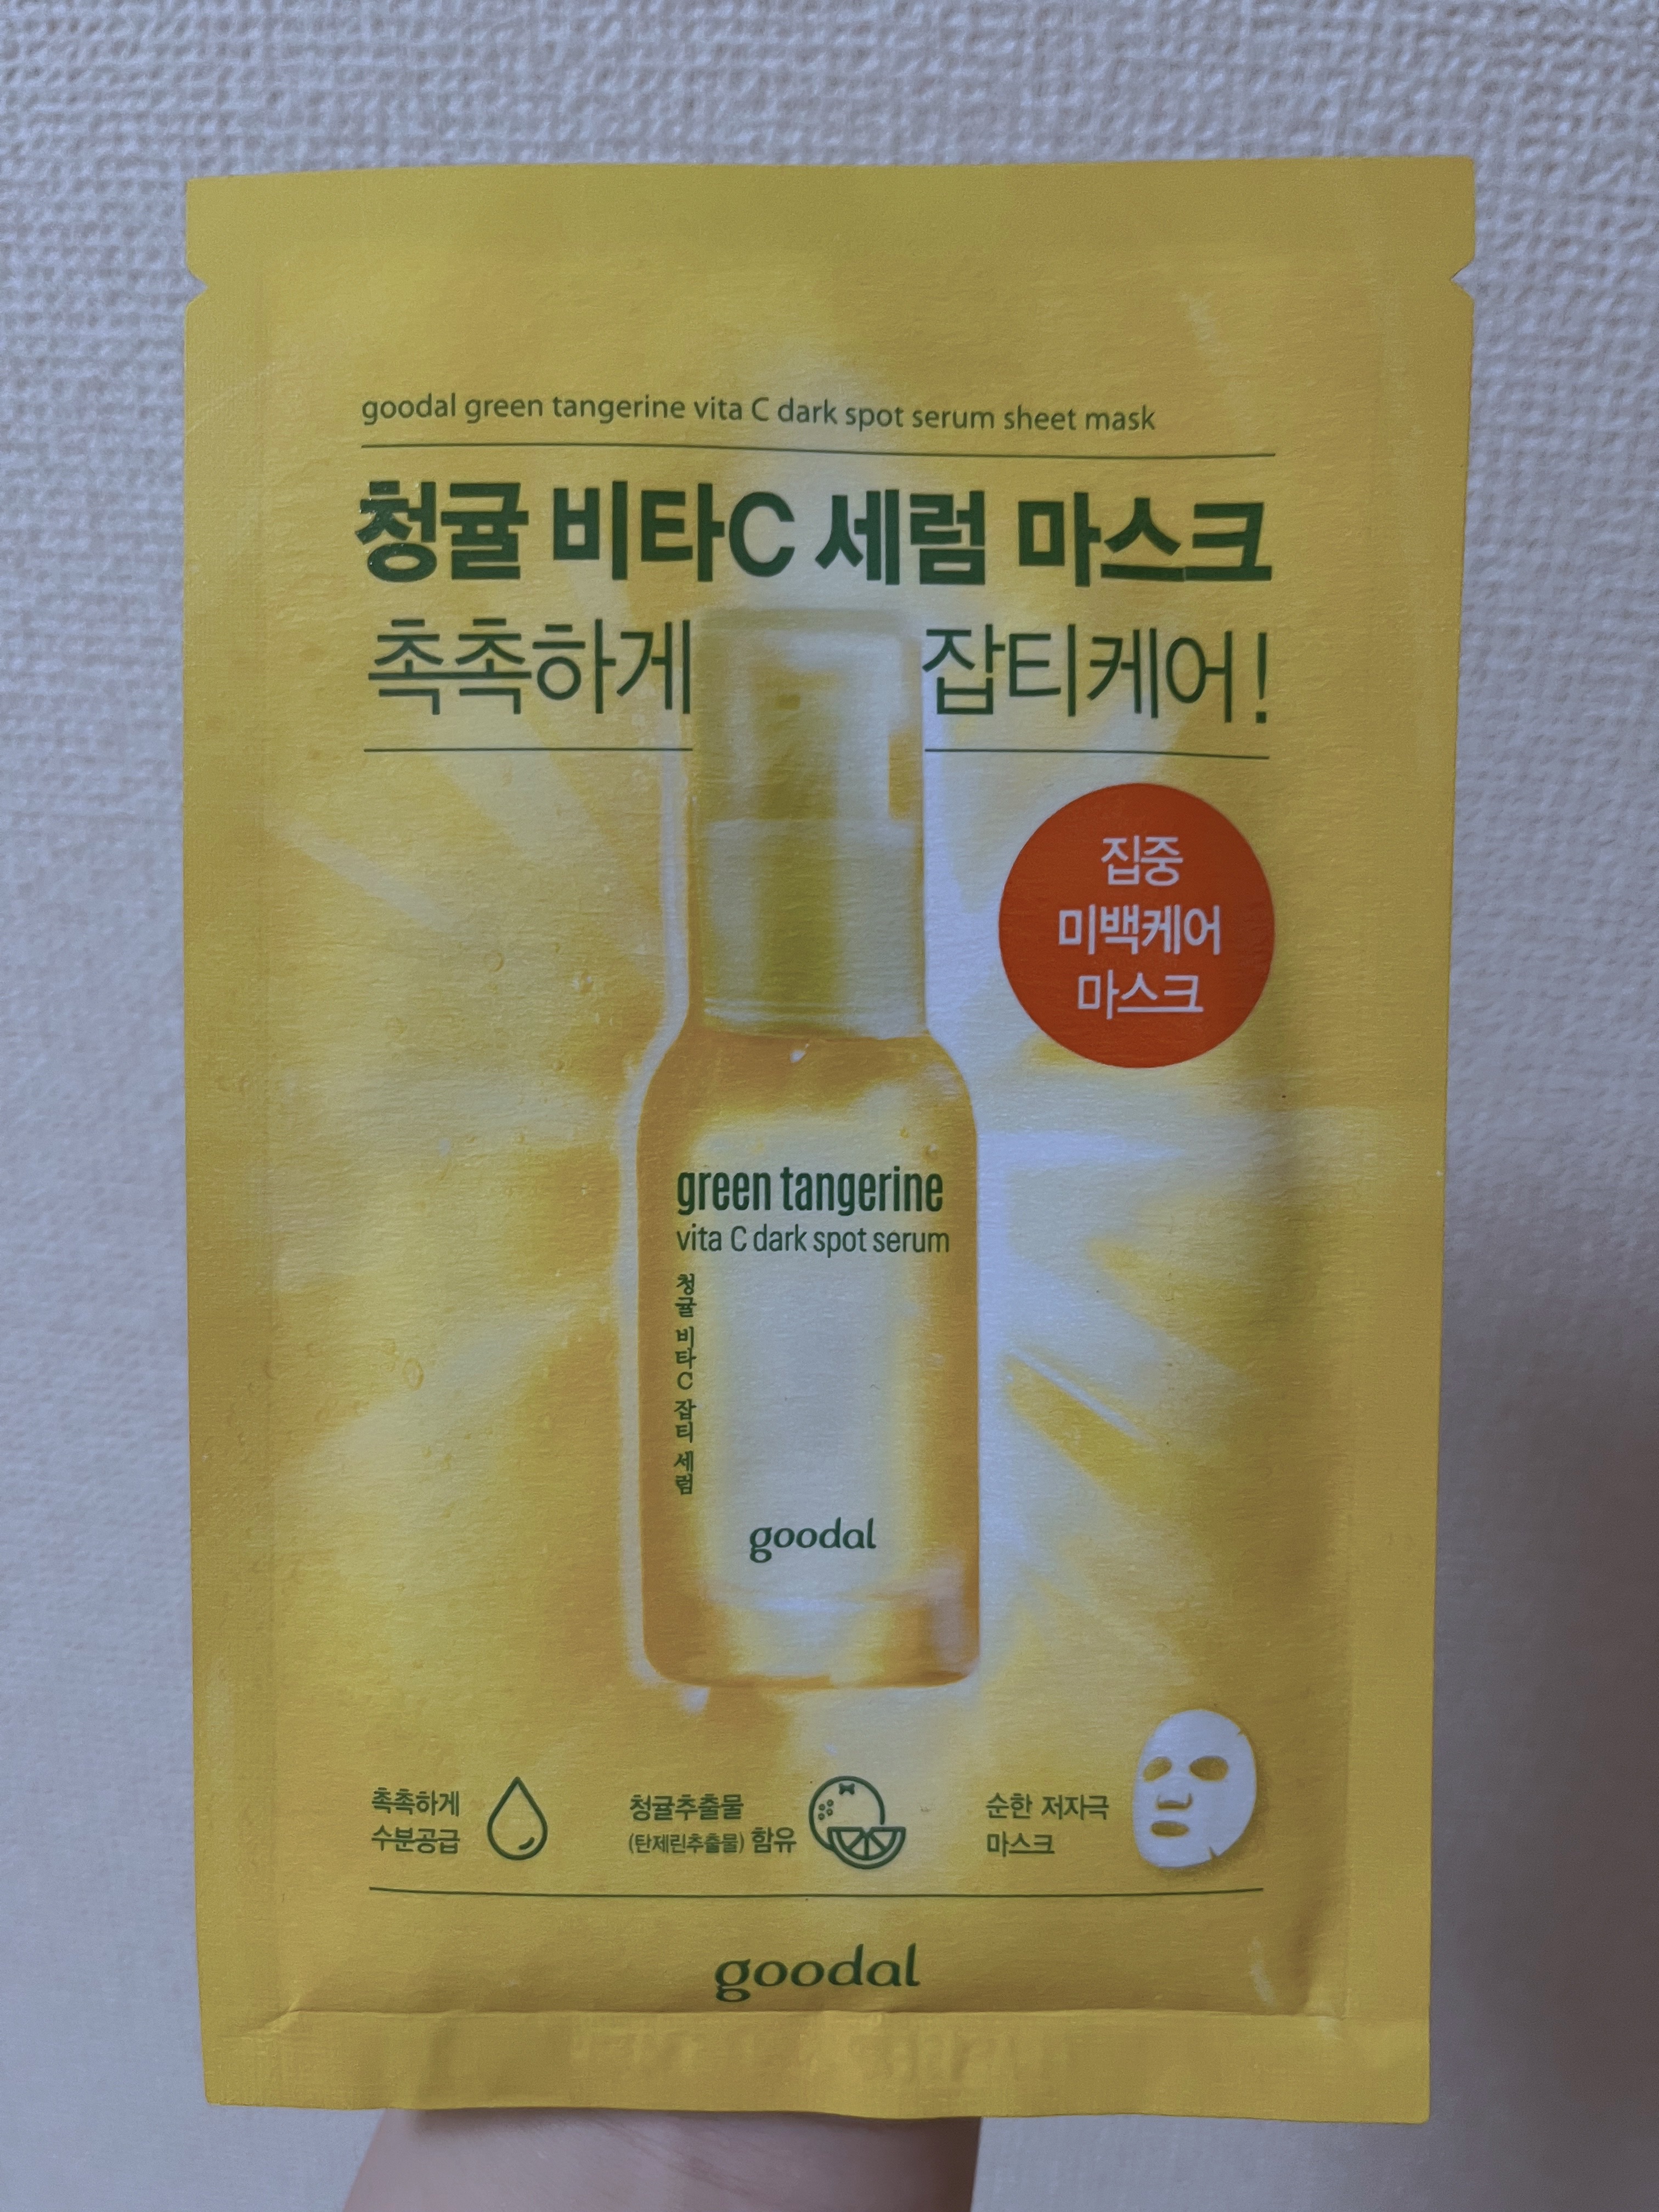 goodal green tangerine vita C dark spot serum sheet mask
청귤 비타C 세럼 마스크
촉촉하게 잡티케어!
집중
미백케어
마스크
green tangerine
vita C dark spot serum
청귤 비타C 잡티 세럼
goodal
촉촉하게
수분공급
청귤추출물
(탄제린추출물) 함유
순한 저자극
마스크
goodal